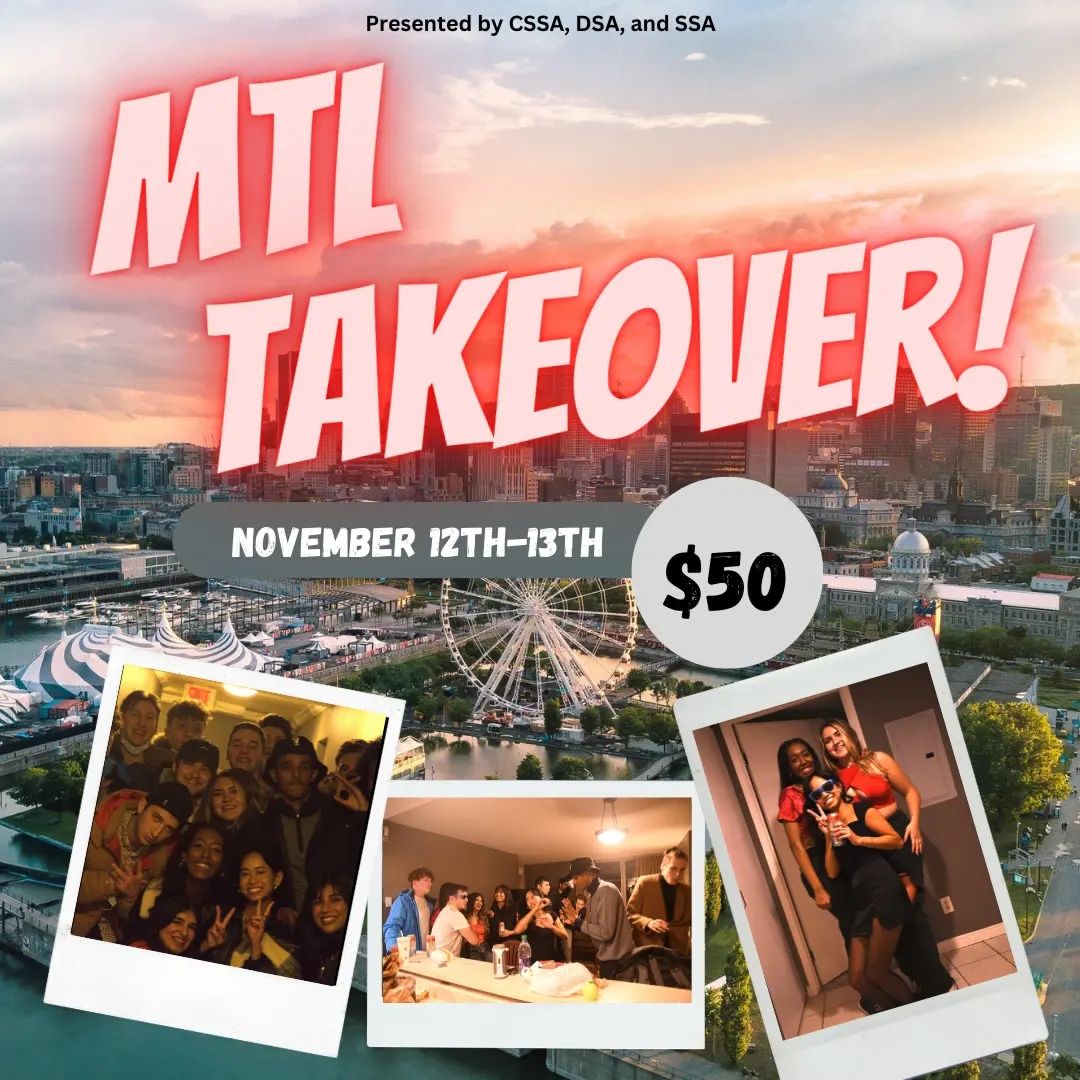 Presented by CSSA, DSA, and SSA
MTL
TAKEOVER!
NOVEMBER 12TH-13TH
$50